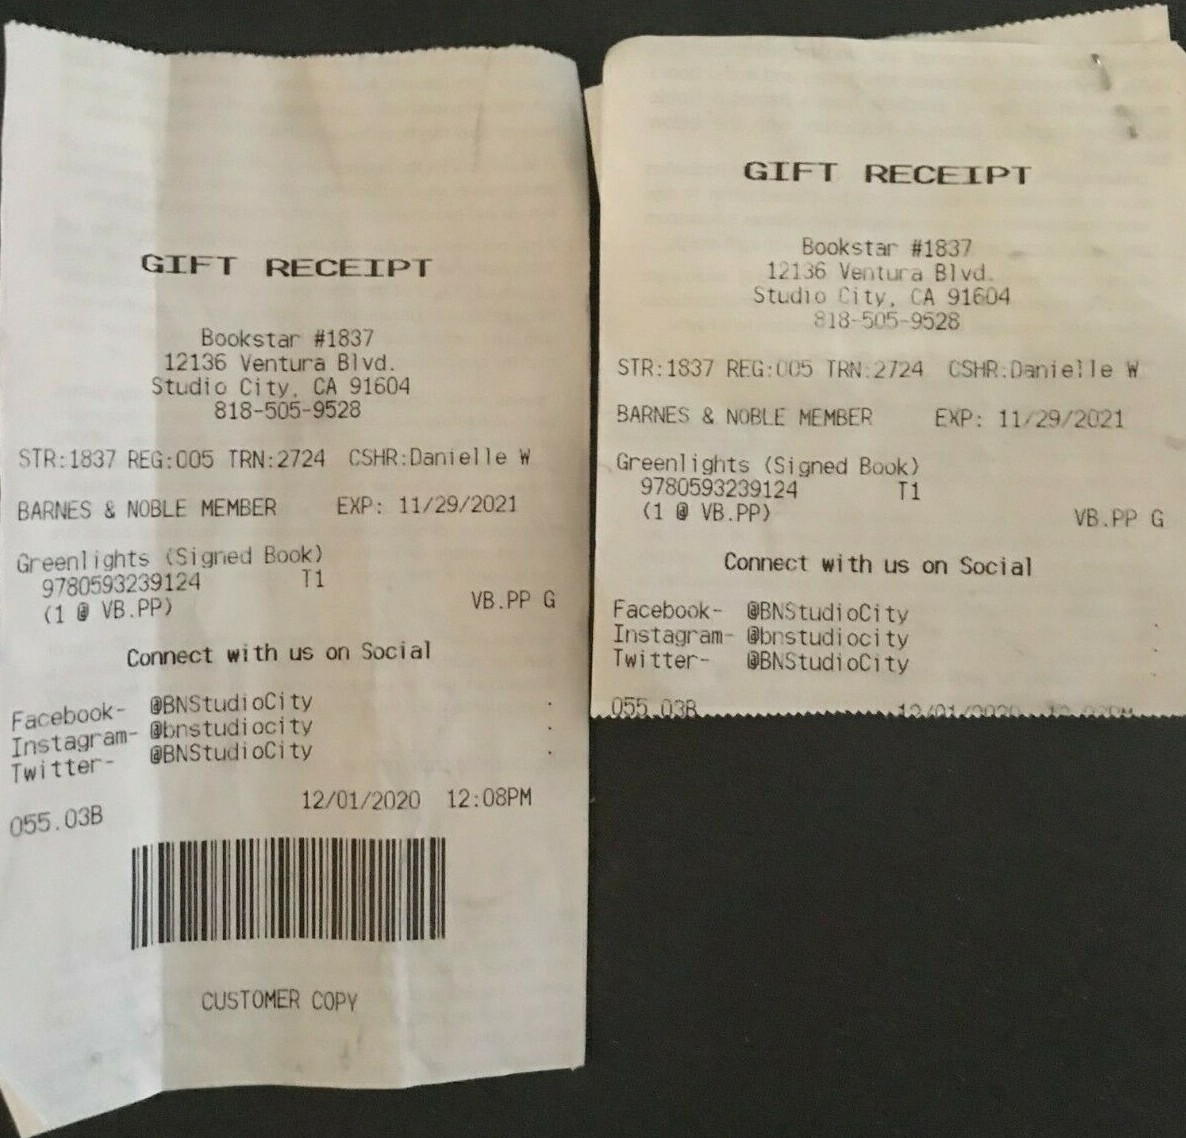 GIFT RECEIPT
Bookstar #1837
12136 Ventura Blvd.
Studio City, CA 91604
818-505-9528
STR:1837 REG:005 TRN:2724 CSHR:Danielle W
BARNES & NOBLE MEMBER EXP: 11/29/2021
Greenlights (Signed Book)
9780593239124 T1
(1 @ VB.PP) VB.PP G
Connect with us on Social
Facebook- @BNStudioCity
Instagram- @bnstudiocity
Twitter- @BNStudioCity
055.03B 12/01/2020 12:08PM
CUSTOMER COPY
GIFT RECEIPT
Bookstar #1837
12136 Ventura Blvd.
Studio City, CA 91604
818-505-9528
STR:1837 REG:005 TRN:2724 CSHR:Danielle W
BARNES & NOBLE MEMBER EXP: 11/29/2021
Greenlights (Signed Book)
9780593239124 T1
(1 @ VB.PP) VB.PP G
Connect with us on Social
Facebook- @BNStudioCity
Instagram- @bnstudiocity
Twitter- @BNStudioCity
055.03B 12/01/2020